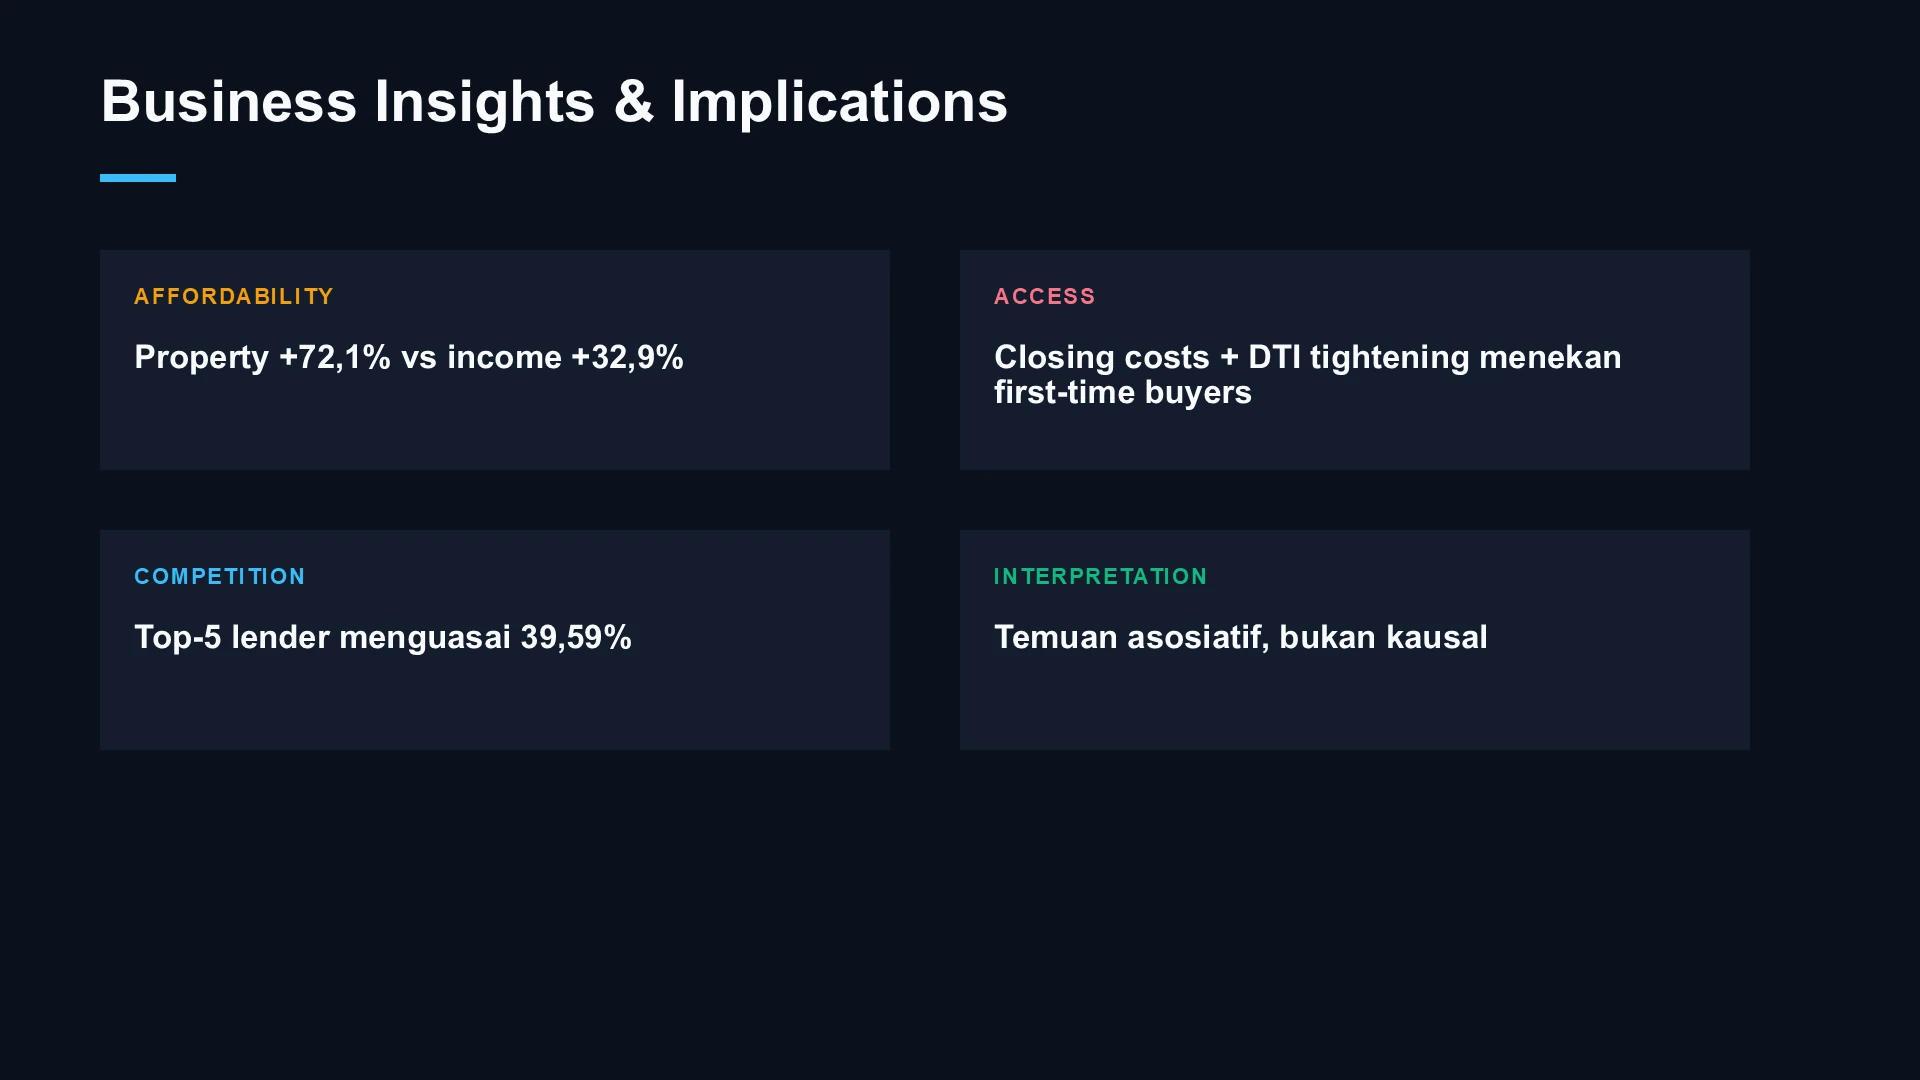 Business Insights & Implications
AFFORDABILITY
Property +72,1% vs income +32,9%
ACCESS
Closing costs + DTI tightening menekan
first-time buyers
COMPETITION
Top-5 lender menguasai 39,59%
INTERPRETATION
Temuan asosiatif, bukan kausal